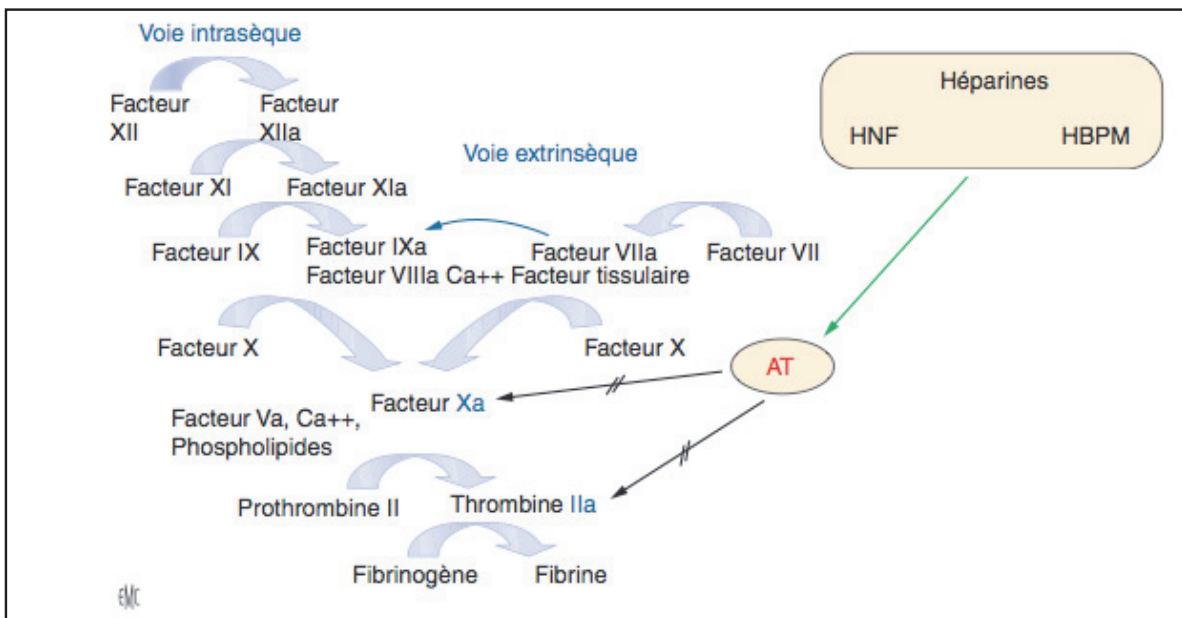 Voie intrasèque
Héparines
HNF HBPM
Facteur XII
Facteur XIIa
Voie extrinsèque
Facteur XI Facteur XIa
Facteur IX Facteur IXa Facteur VIIa Facteur VII
Facteur VIIIa Ca++ Facteur tissulaire
Facteur X Facteur X
AT
Facteur Xa
Facteur Va, Ca++,
Phospholipides
Prothrombine II Thrombine IIa
Fibrinogène Fibrine
EMC